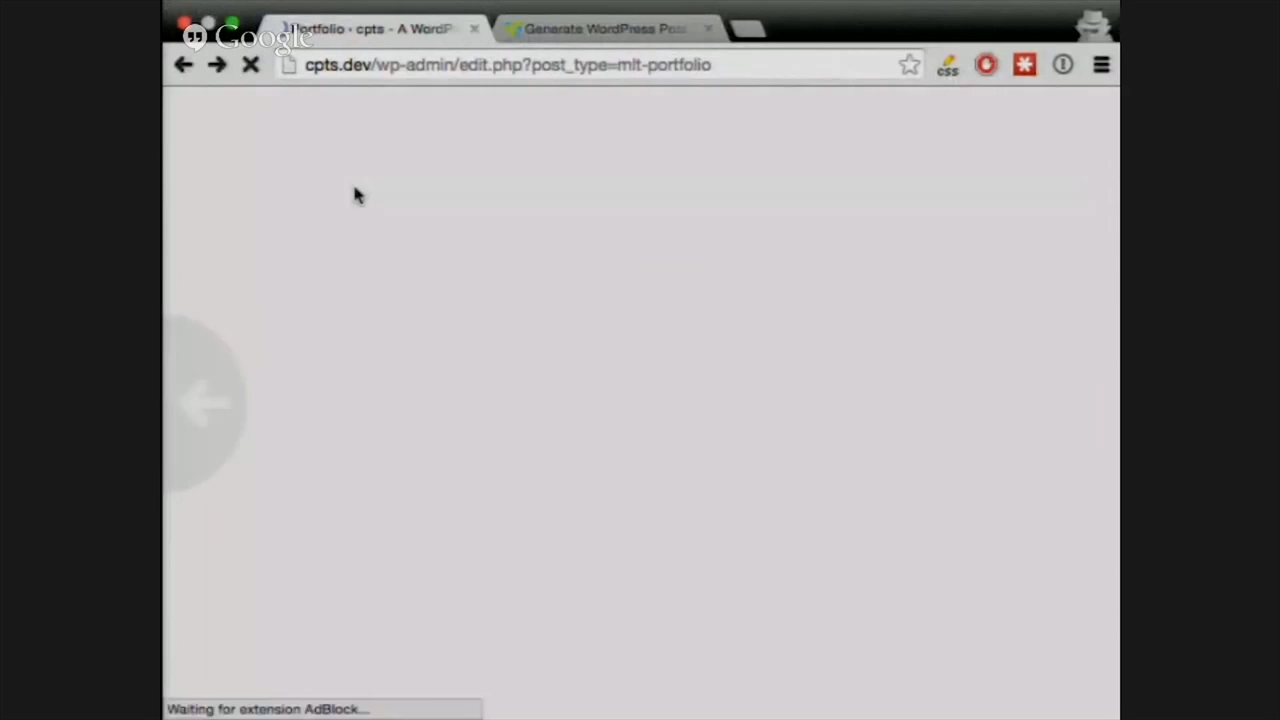 Portfolio ‹ cpts - A WordP
Generate WordPress Pos
Google
cpts.dev/wp-admin/edit.php?post_type=mlt-portfolio
css
Waiting for extension AdBlock...